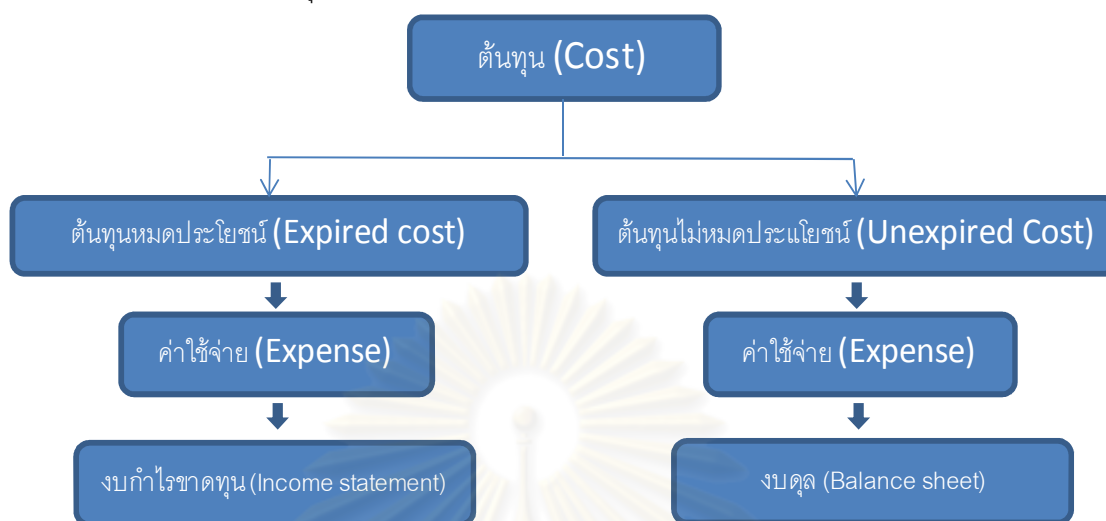 ต้นทุน (Cost)
ต้นทุนหมดประโยชน์ (Expired cost)
ต้นทุนไม่หมดประแโยชน์ (Unexpired Cost)
ค่าใช้จ่าย (Expense)
ค่าใช้จ่าย (Expense)
งบกำไรขาดทุน (Income statement)
งบดุล (Balance sheet)